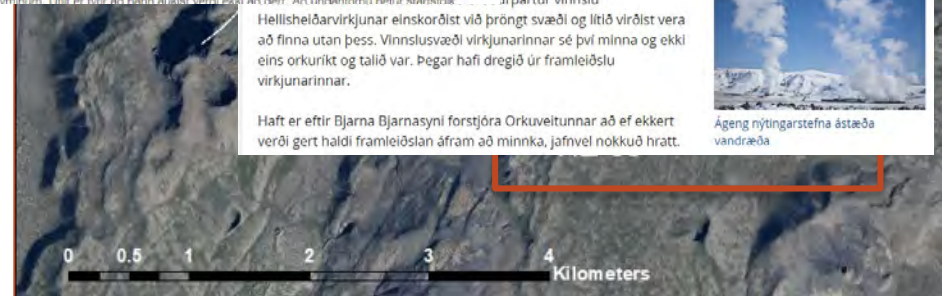 Hellisheiðarvirkjunar einskorðist við þröngt svæði og lítið virðist vera
að finna utan þess. Vinnslusvæði virkjunarinnar sé því minna og ekki
eins orkuríkt og talið var. Þegar hafi dregið úr framleiðslu
virkjunarinnar.
Haft er eftir Bjarna Bjarnasyni forstjóra Orkuveitunnar að ef ekkert
verði gert haldi framleiðslan áfram að minnka, jafnvel nokkuð hratt.
Ágeng nýtingarstefna ástæða
vandræða
0 0.5 1 2 3 4
Kilometers